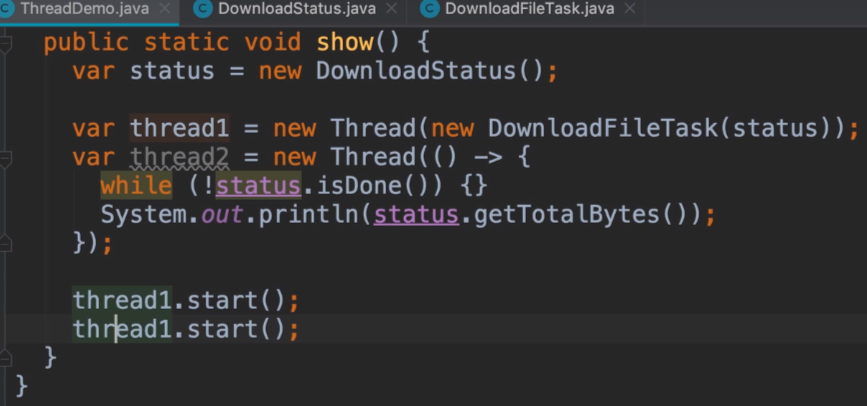 ThreadDemo.java DownloadStatus.java DownloadFileTask.java
public static void show() {
var status = new DownloadStatus();
var thread1 = new Thread(new DownloadFileTask(status));
var thread2 = new Thread(() -> {
while (!status.isDone()) {}
System.out.println(status.getTotalBytes());
});
thread1.start();
thread1.start();
}
}